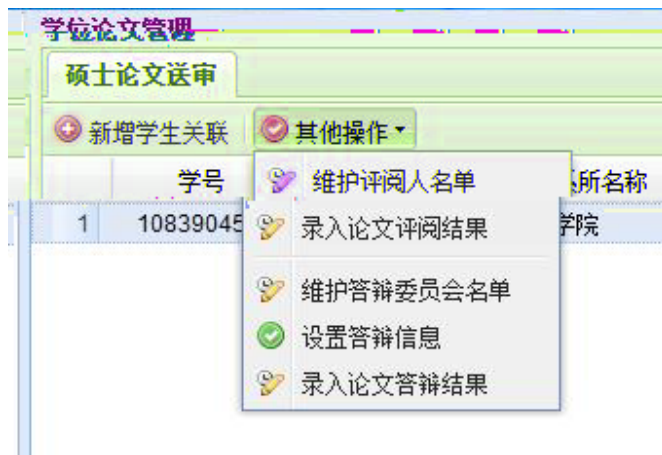 学位论文管理
硕士论文送审
新增学生关联 其他操作
学号 所名称
维护评阅人名单
1 10839045 学院
录入论文评阅结果
维护答辩委员会名单
设置答辩信息
录入论文答辩结果